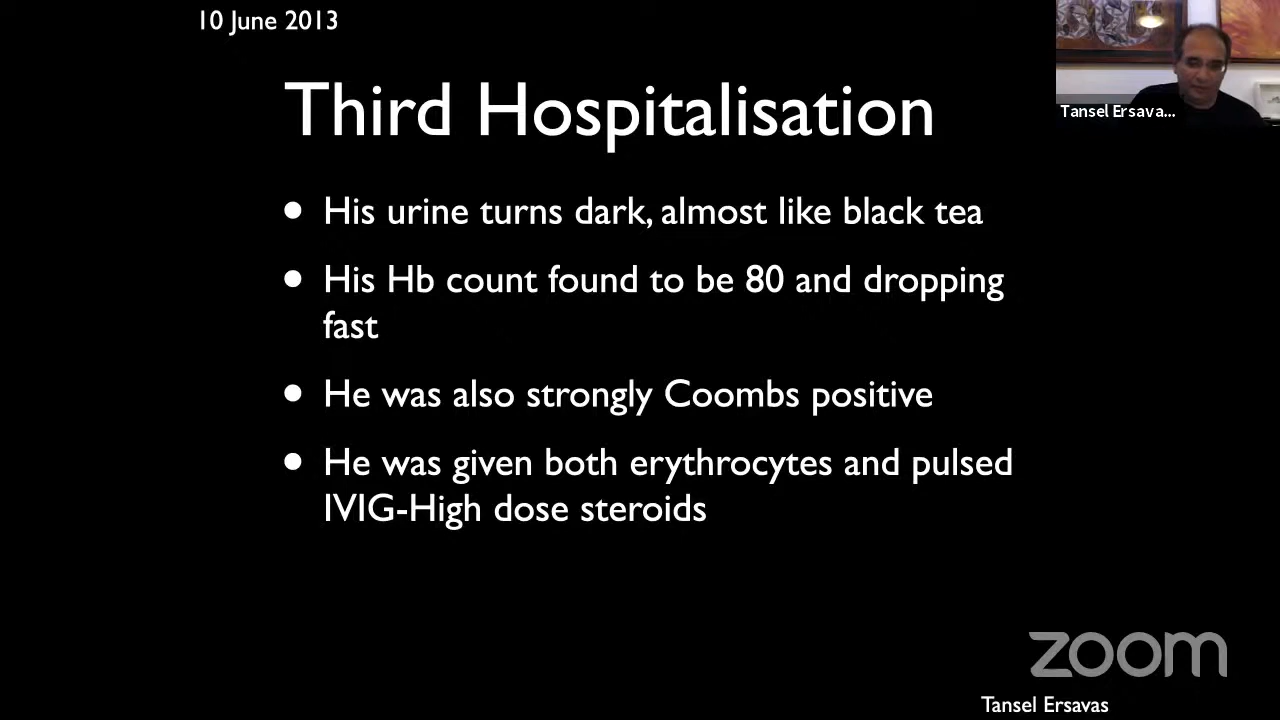 10 June 2013
Tansel Ersava...
Third Hospitalisation
• His urine turns dark, almost like black tea
• His Hb count found to be 80 and dropping
fast
• He was also strongly Coombs positive
• He was given both erythrocytes and pulsed
IVIG-High dose steroids
zoom
Tansel Ersavas